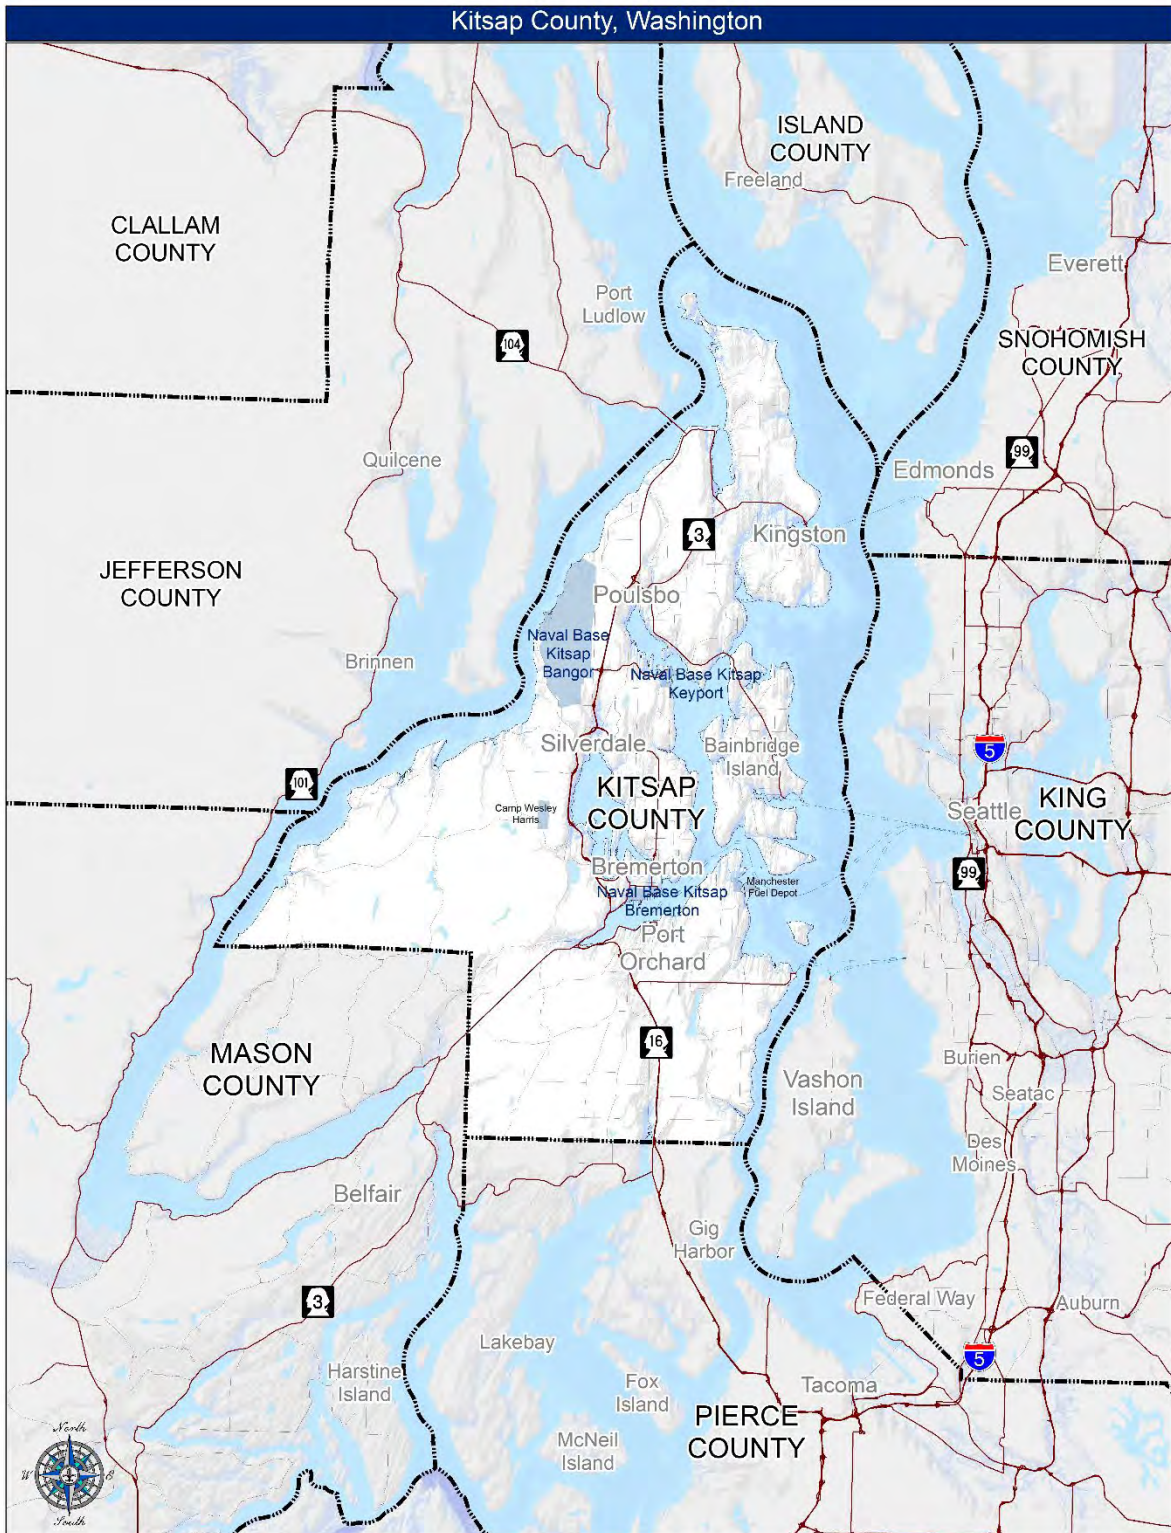 Kitsap County, Washington
ISLAND
COUNTY
Freeland
CLALLAM
COUNTY
Everett
Port
Ludlow
104
SNOHOMISH
COUNTY
99
Quilcene
Edmonds
3
Kingston
JEFFERSON
COUNTY
Poulsbo
Naval Base
Kitsap
Bangor
Brinnen
Naval Base Kitsap
Keyport
Silverdale
Bainbridge
Island
5
101
KITSAP
COUNTY
Camp Wesley
Harris
Seattle
KING
COUNTY
Bremerton
99
Manchester
Fuel Depot
Naval Base Kitsap
Bremerton
Port
Orchard
16
MASON
COUNTY
Burien
Vashon
Island
Seatac
Des
Moines
Belfair
Gig
Harbor
3
Federal Way
Auburn
Lakebay
5
Harstine
Island
Fox
Island
Tacoma
PIERCE
COUNTY
McNeil
Island
North
W
E
South